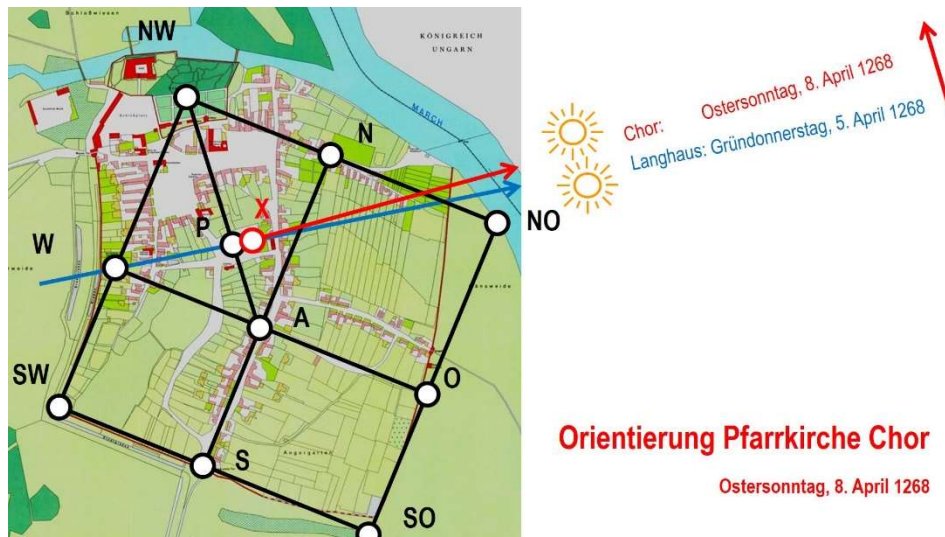 NW
KÖNIGREICH
UNGARN
MARCH
N
NO
W
P
X
A
SW
O
S
Angergärten
SO
Chor: Ostersonntag, 8. April 1268
Langhaus: Gründonnerstag, 5. April 1268
Orientierung Pfarrkirche Chor
Ostersonntag, 8. April 1268